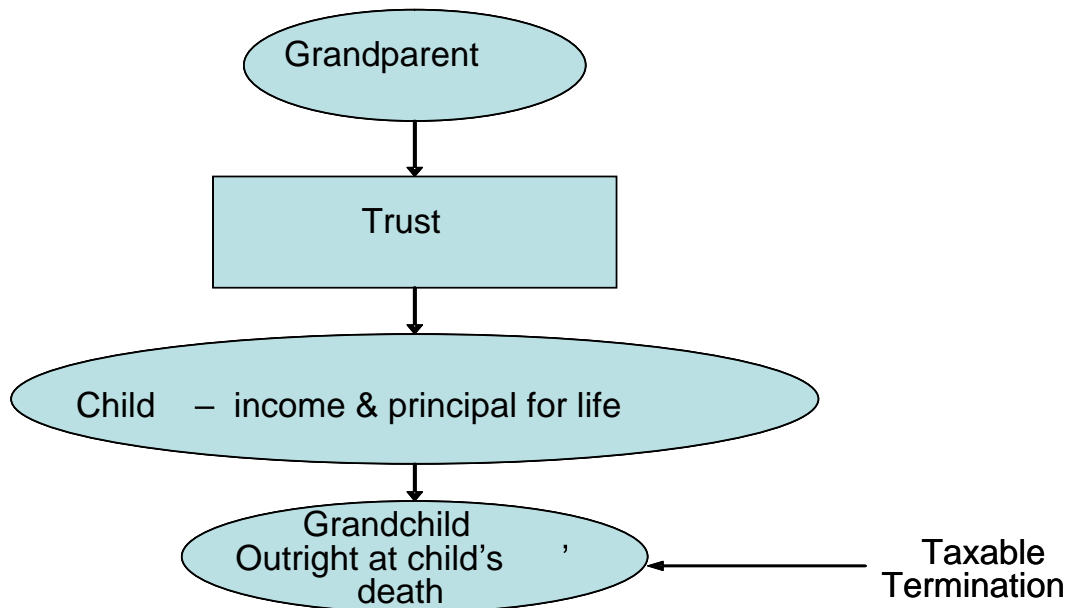 Grandparent
Trust
Child – income & principal for life
Grandchild
Outright at child's ’
death
Taxable
Termination